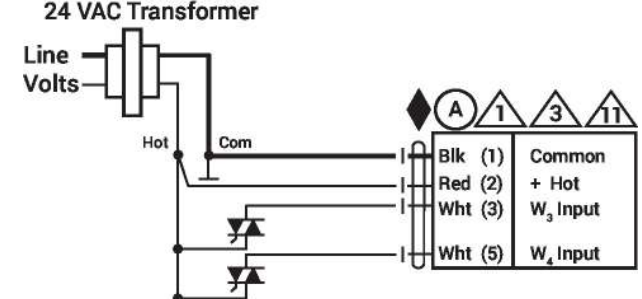 24 VAC Transformer
Line
Volts
Hot
Com
A
1
3
11
Blk (1) Common
Red (2) + Hot
Wht (3) W3 Input
Wht (5) W4 Input